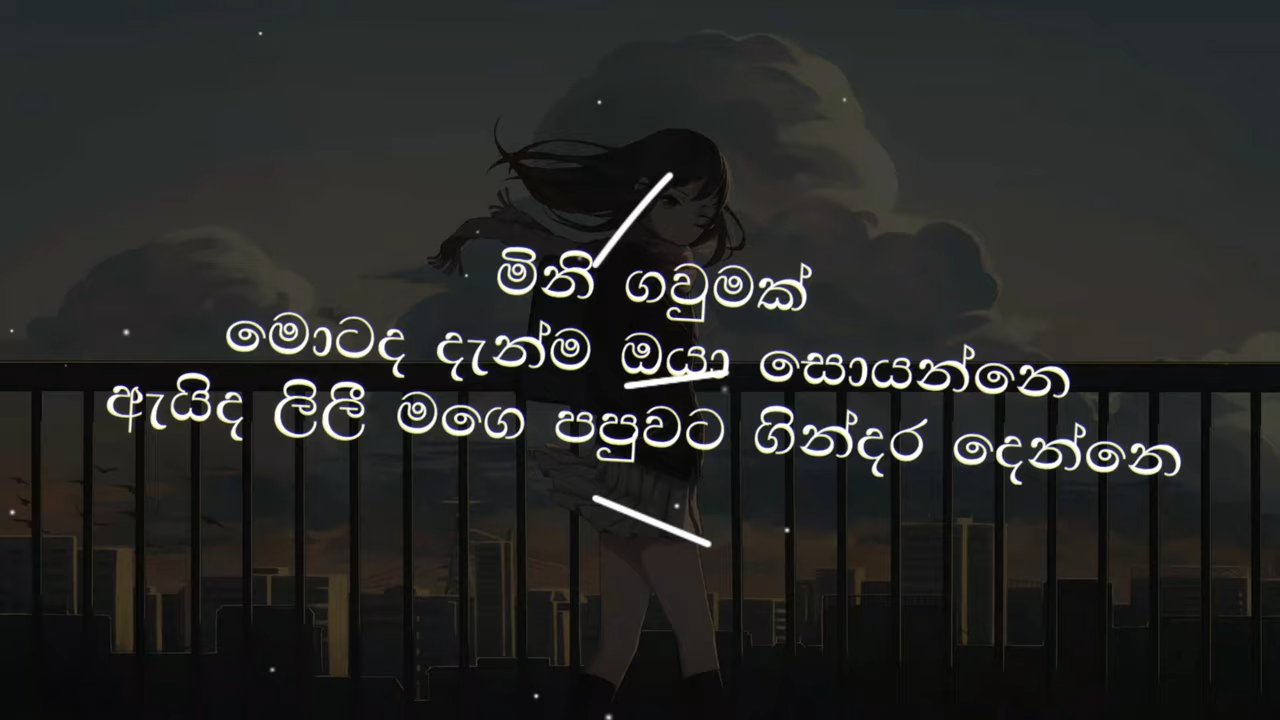 මිනි ගවුමක්
මොටද දැන්ම ඔයා සොයන්නෙ
ඇයිද ලිලී මගෙ පපුවට ගින්දර දෙන්නෙ